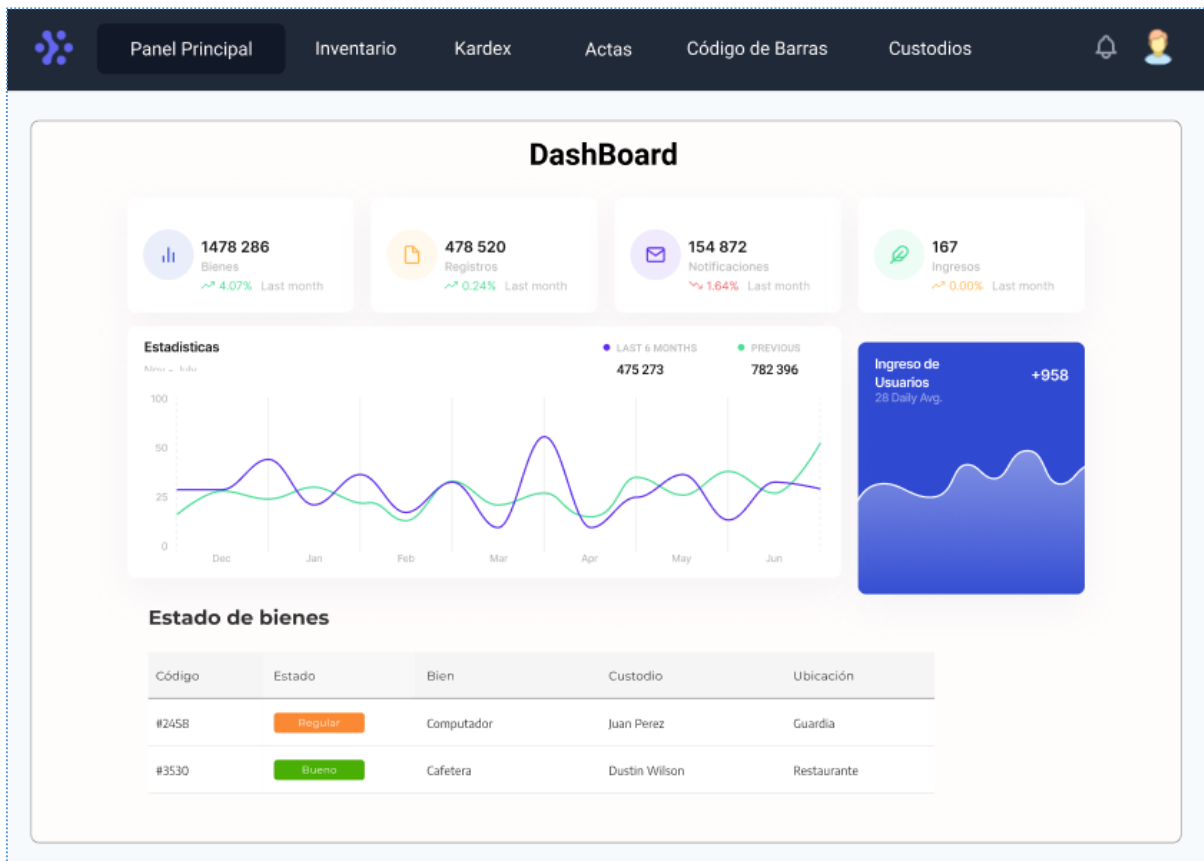 Panel Principal Inventario Kardex Actas Código de Barras Custodios
DashBoard
1478 286
Bienes
4.07% Last month
478 520
Registros
0.24% Last month
154 872
Notificaciones
1.64% Last month
167
Ingresos
0.00% Last month
Estadisticas
Nov - July
LAST 6 MONTHS
475 273
PREVIOUS
782 396
100
50
25
0
Dec Jan Feb Mar Apr May Jun
Ingreso de
Usuarios
28 Daily Avg.
+958
Estado de bienes
Código Estado Bien Custodio Ubicación
#2458 Regular Computador Juan Perez Guardia
#3530 Bueno Cafetera Dustin Wilson Restaurante